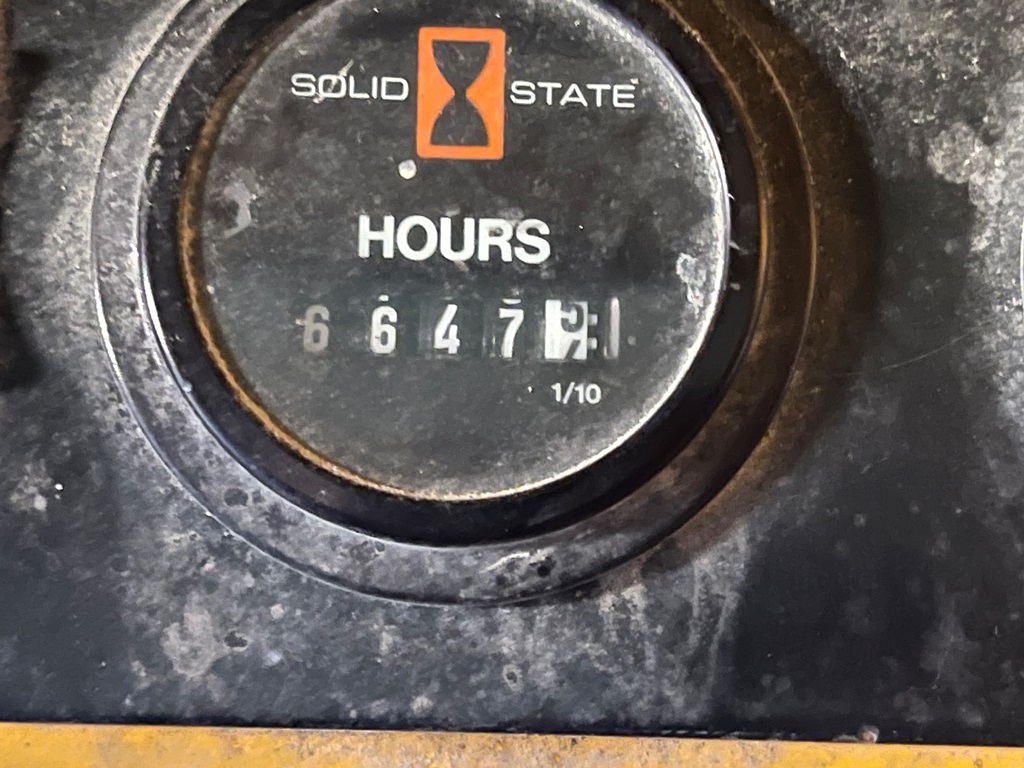 SOLID STATE
HOURS
6647
1/10